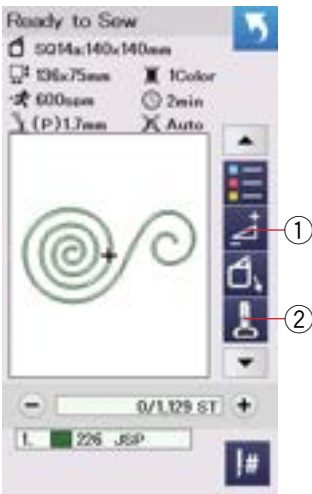 Ready to Sew
SQ14a:140x140mm
136x75mm 1Color
600spm 2min
(P)1.7mm Auto
1
2
0/1,129 ST
1. 226 JSP
#